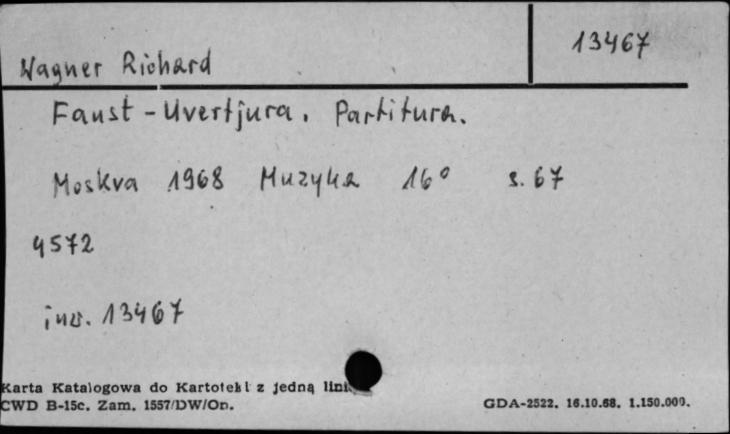 13467
Wagner Richard
Faust - Uvertjura. Partitura.
Moskva 1968 Muzyka 16° s. 67
4572
inw. 13467
Karta Katalogowa do Kartoteki z jedną
CWD B-15c. Zam. 1557/DW/On.
GDA-2522. 16.10.68. 1.150.000.